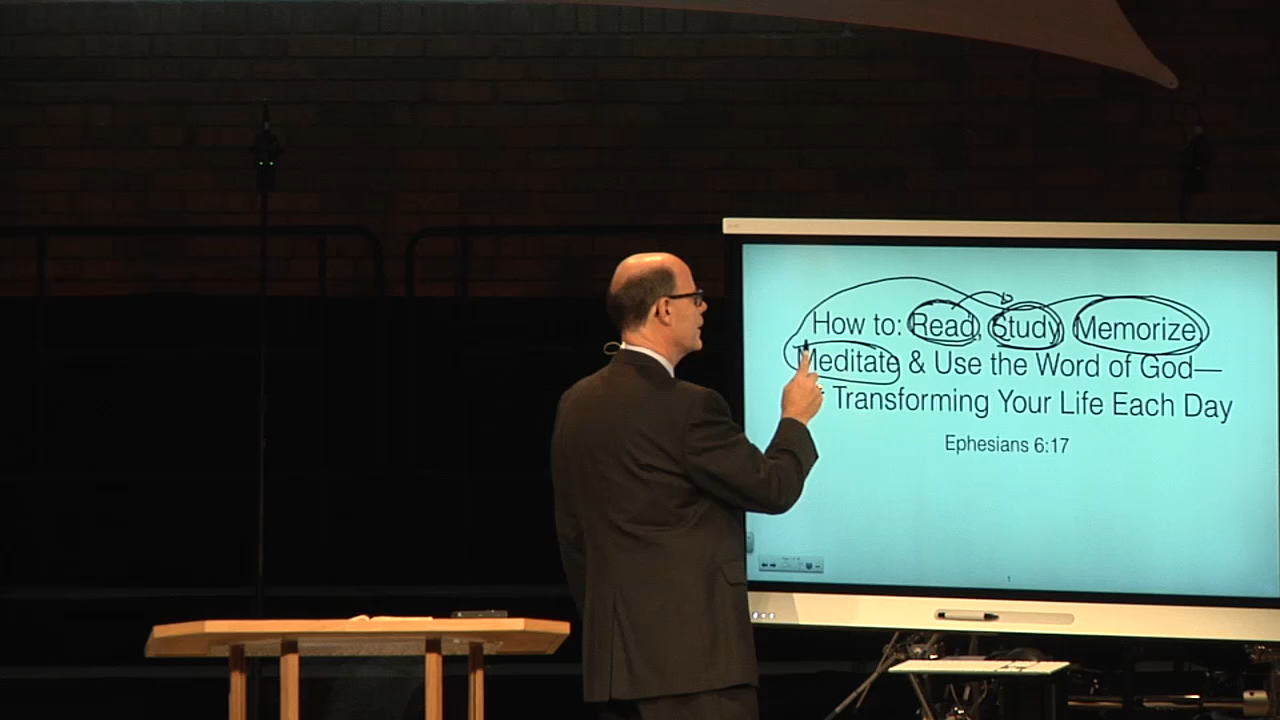 How to: Read, Study, Memorize,
Meditate & Use the Word of God—
Transforming Your Life Each Day
Ephesians 6:17
1